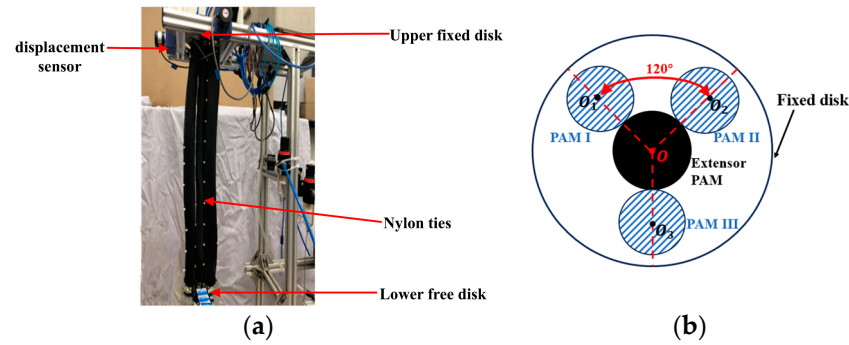 displacement
sensor
Upper fixed disk
Nylon ties
Lower free disk
(a)
120°
O₁
O₂
PAM I
PAM II
O
Extensor
PAM
Fixed disk
O₃
PAM III
(b)